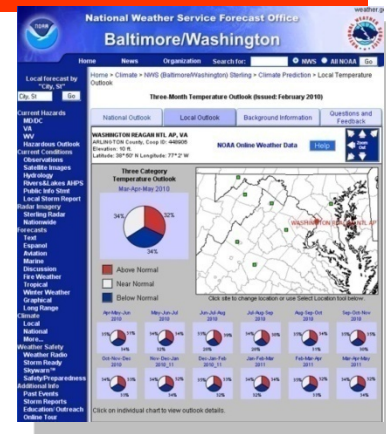 weather.gov
National Weather Service Forecast Office
Baltimore/Washington
Home News Organization Search for: NWS All NOAA Go
Local forecast by
"City, St"
City, St Go
Current Hazards
MD-DC
VA
WV
Hazardous Outlook
Current Conditions
Observations
Satellite Images
Hydrology
Rivers&Lakes AHPS
Public Info Stmt
Local Storm Report
Radar Imagery
Sterling Radar
Nationwide
Forecasts
Text
Espanol
Aviation
Marine
Discussion
Fire Weather
Tropical
Winter Weather
Graphical
Long Range
Climate
Local
National
More...
Weather Safety
Weather Radio
Storm Ready
Skywarn™
Safety/Preparedness
Additional Info
Past Events
Storm Reports
Education/Outreach
Online Tour
Home > Climate > NWS (Baltimore/Washington) Sterling > Climate Prediction > Local Temperature
Outlook
Three-Month Temperature Outlook (Issued: February 2010)
National Outlook Local Outlook Background Information Questions and
Feedback
WASHINGTON REAGAN NTL AP, VA
ARLINGTON County, Coop ID: 448906
Elevation: 10 ft
Latitude: 38°50' N Longitude: 77°2' W
NOAA Online Weather Data Help Zoom Out
Three Category
Temperature Outlook
Mar-Apr-May 2010
34% 32%
34%
Above Normal
Near Normal
Below Normal
WASHINGTON REAGAN NTL AP
Click site to change location or use Select Location tool below.
Apr-May-Jun
2010
May-Jun-Jul
2010
Jun-Jul-Aug
2010
Jul-Aug-Sep
2010
Aug-Sep-Oct
2010
Sep-Oct-Nov
2010
Oct-Nov-Dec
2010
Nov-Dec-Jan
2010_11
Dec-Jan-Feb
2010_11
Jan-Feb-Mar
2011
Feb-Mar-Apr
2011
Mar-Apr-May
2011
Click on individual chart to view outlook details.